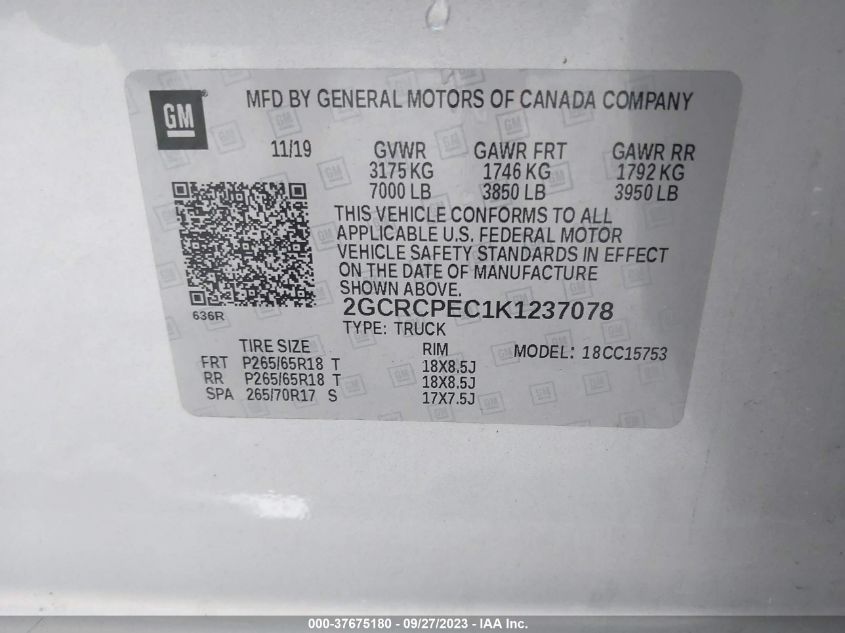 GM MFD BY GENERAL MOTORS OF CANADA COMPANY
11/19 GVWR GAWR FRT GAWR RR
3175 KG 1746 KG 1792 KG
7000 LB 3850 LB 3950 LB
THIS VEHICLE CONFORMS TO ALL
APPLICABLE U.S. FEDERAL MOTOR
VEHICLE SAFETY STANDARDS IN EFFECT
ON THE DATE OF MANUFACTURE
SHOWN ABOVE.
636R 2GCRCPEC1K1237078
TYPE: TRUCK
TIRE SIZE RIM MODEL: 18CC15753
FRT P265/65R18 T 18X8.5J
RR P265/65R18 T 18X8.5J
SPA 265/70R17 S 17X7.5J
000-37675180 - 09/27/2023 - IAA Inc.